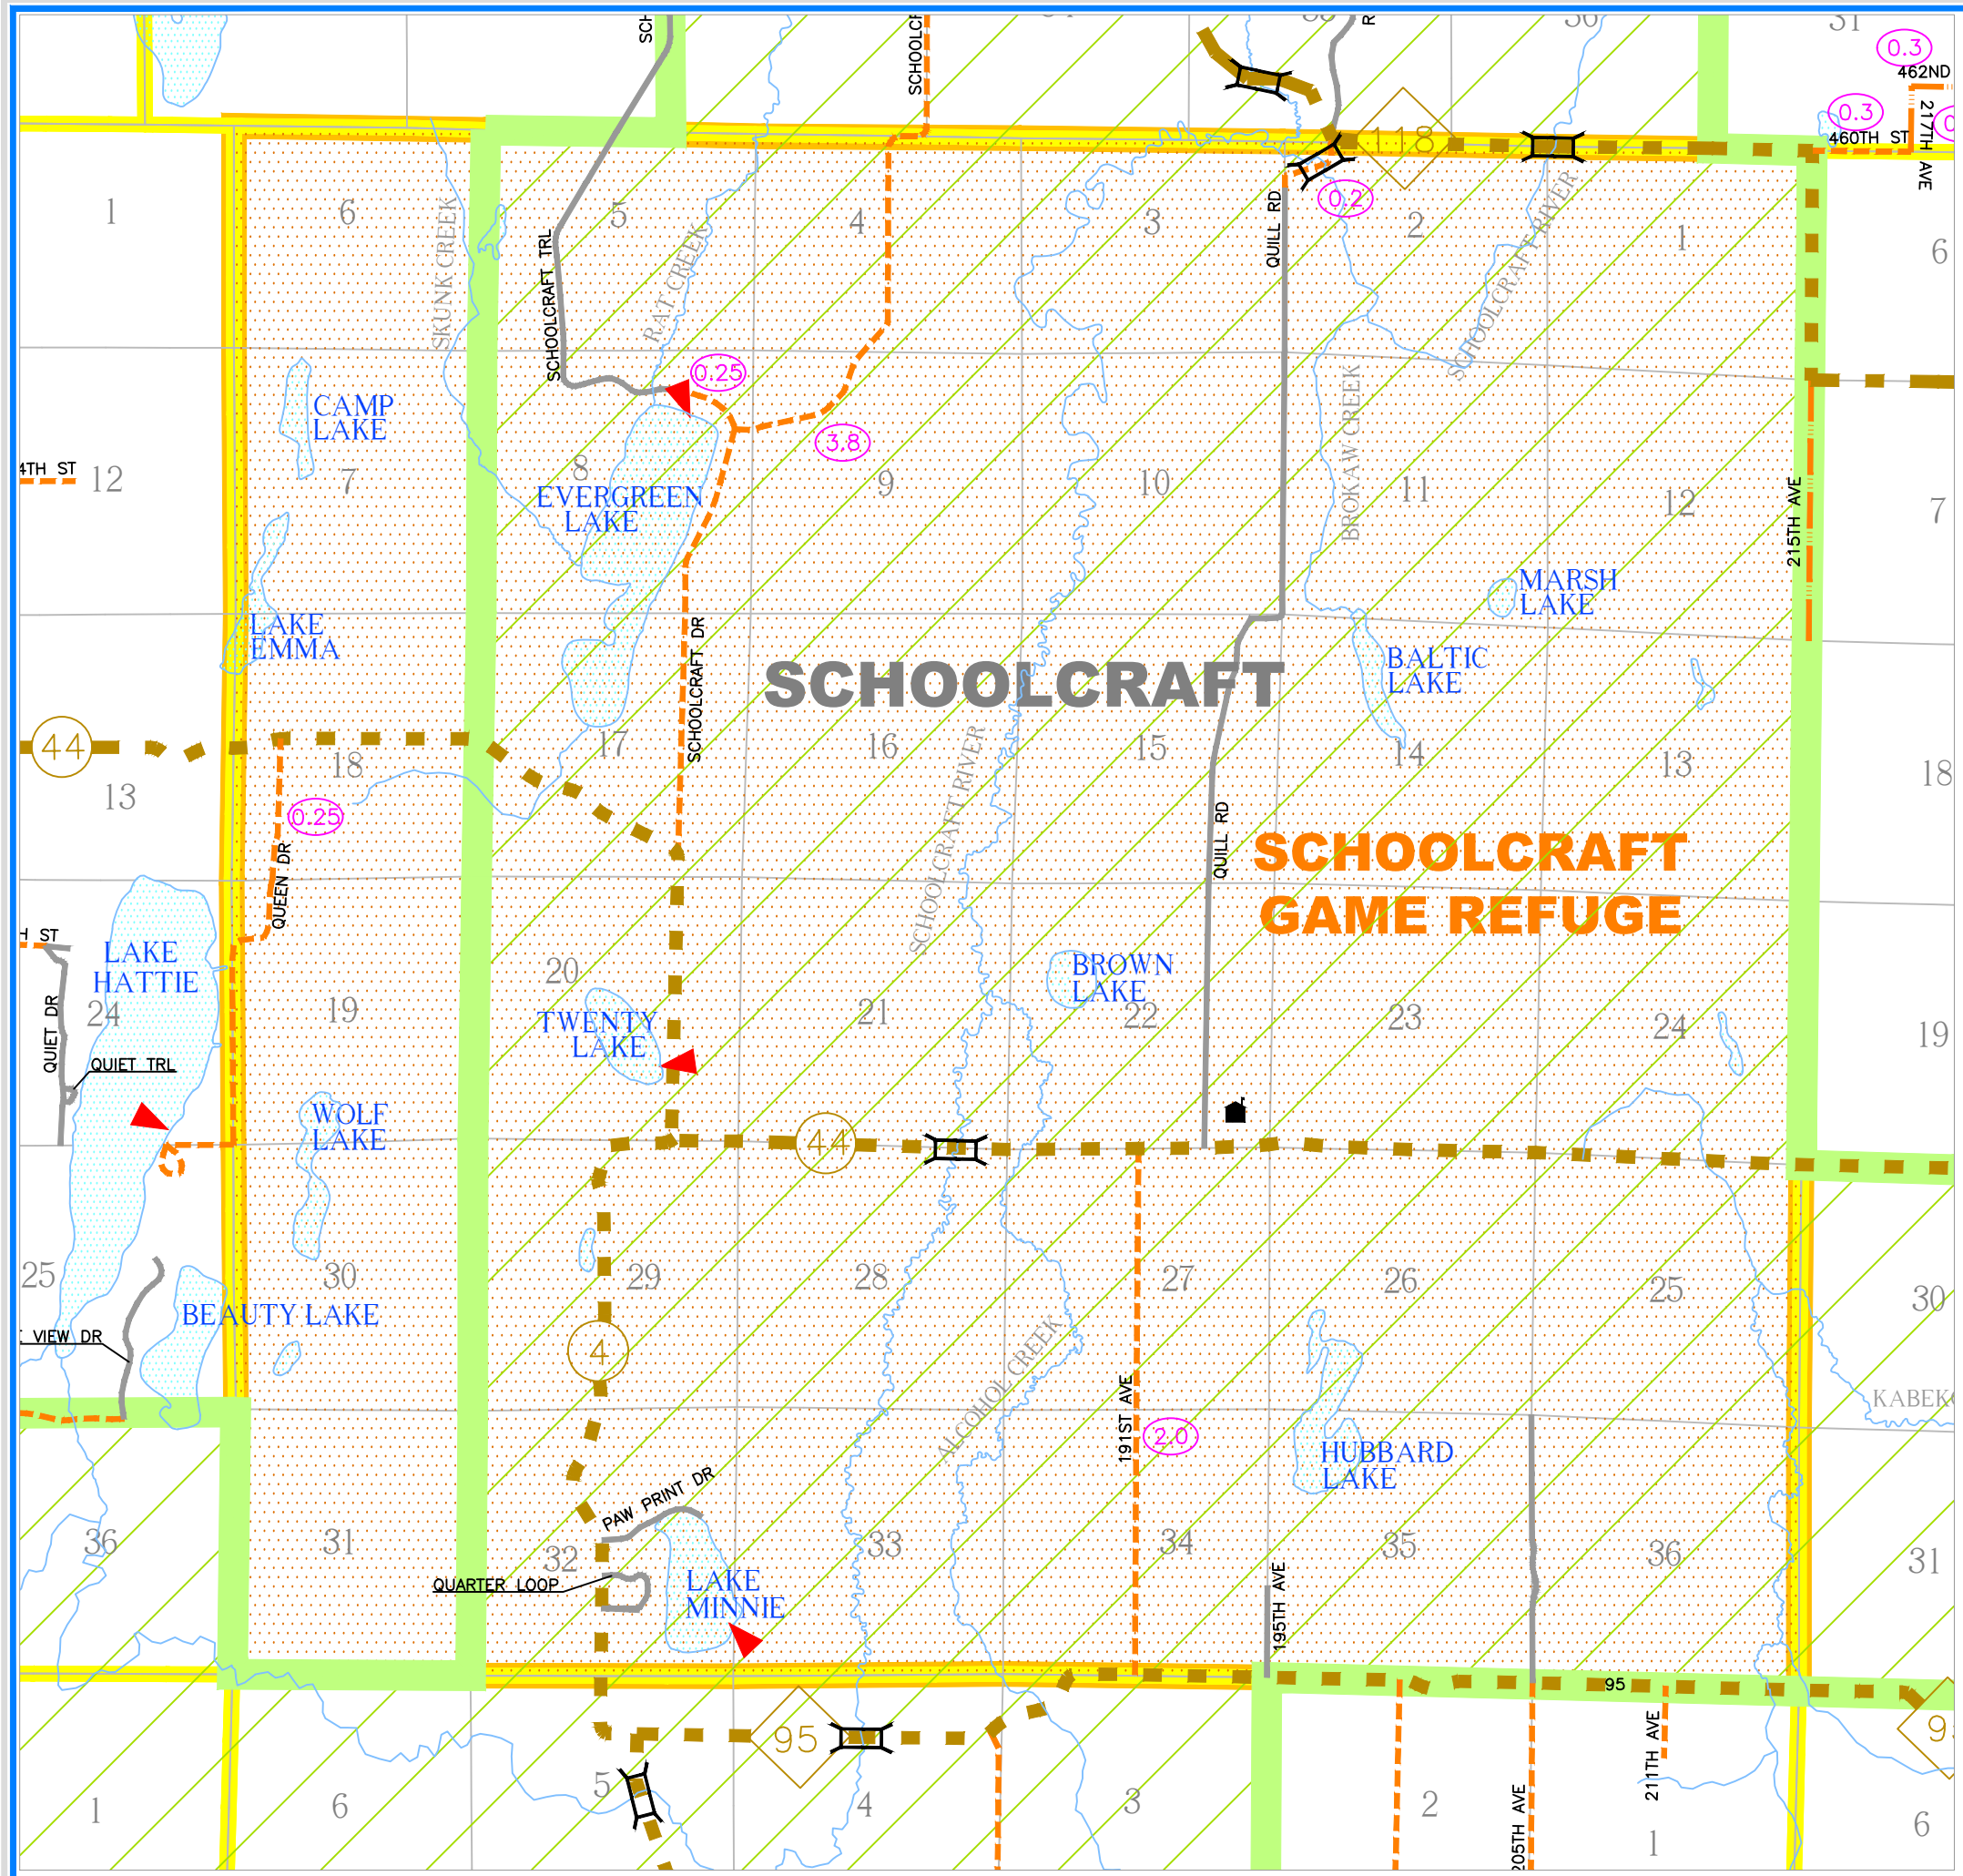 31
0.3
462ND
0.3
217TH AVE
460TH ST
118
0.2
SCHOOLCRAFT TRL
SKUNK CREEK
RAT CREEK
QUILL RD
SCHOOLCRAFT RIVER
1
6
5
4
3
2
1
6
0.25
3.8
CAMP
LAKE
BROKAW CREEK
215TH AVE
4TH ST
12
7
8
9
10
11
12
7
EVERGREEN
LAKE
MARSH
LAKE
LAKE
EMMA
SCHOOLCRAFT DR
SCHOOLCRAFT
BALTIC
LAKE
44
13
18
17
16
15
14
13
18
0.25
QUEEN DR
SCHOOLCRAFT RIVER
QUILL RD
SCHOOLCRAFT
GAME REFUGE
H ST
LAKE
HATTIE
QUIET DR
24
19
20
21
22
23
24
19
BROWN
LAKE
TWENTY
LAKE
QUIET TRL
WOLF
LAKE
44
25
30
29
28
27
26
25
30
BEAUTY LAKE
VIEW DR
4
ALCOHOL CREEK
191ST AVE
2.0
HUBBARD
LAKE
PAW PRINT DR
36
31
32
33
34
35
36
31
QUARTER LOOP
LAKE
MINNIE
195TH AVE
95
95
211TH AVE
205TH AVE
1
6
5
4
3
2
1
6